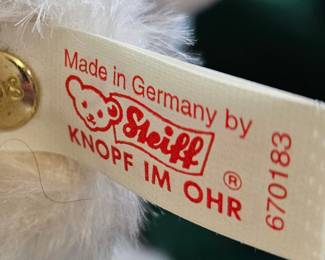 Made in Germany by
Steiff
KNOPF IM OHR
®
670183